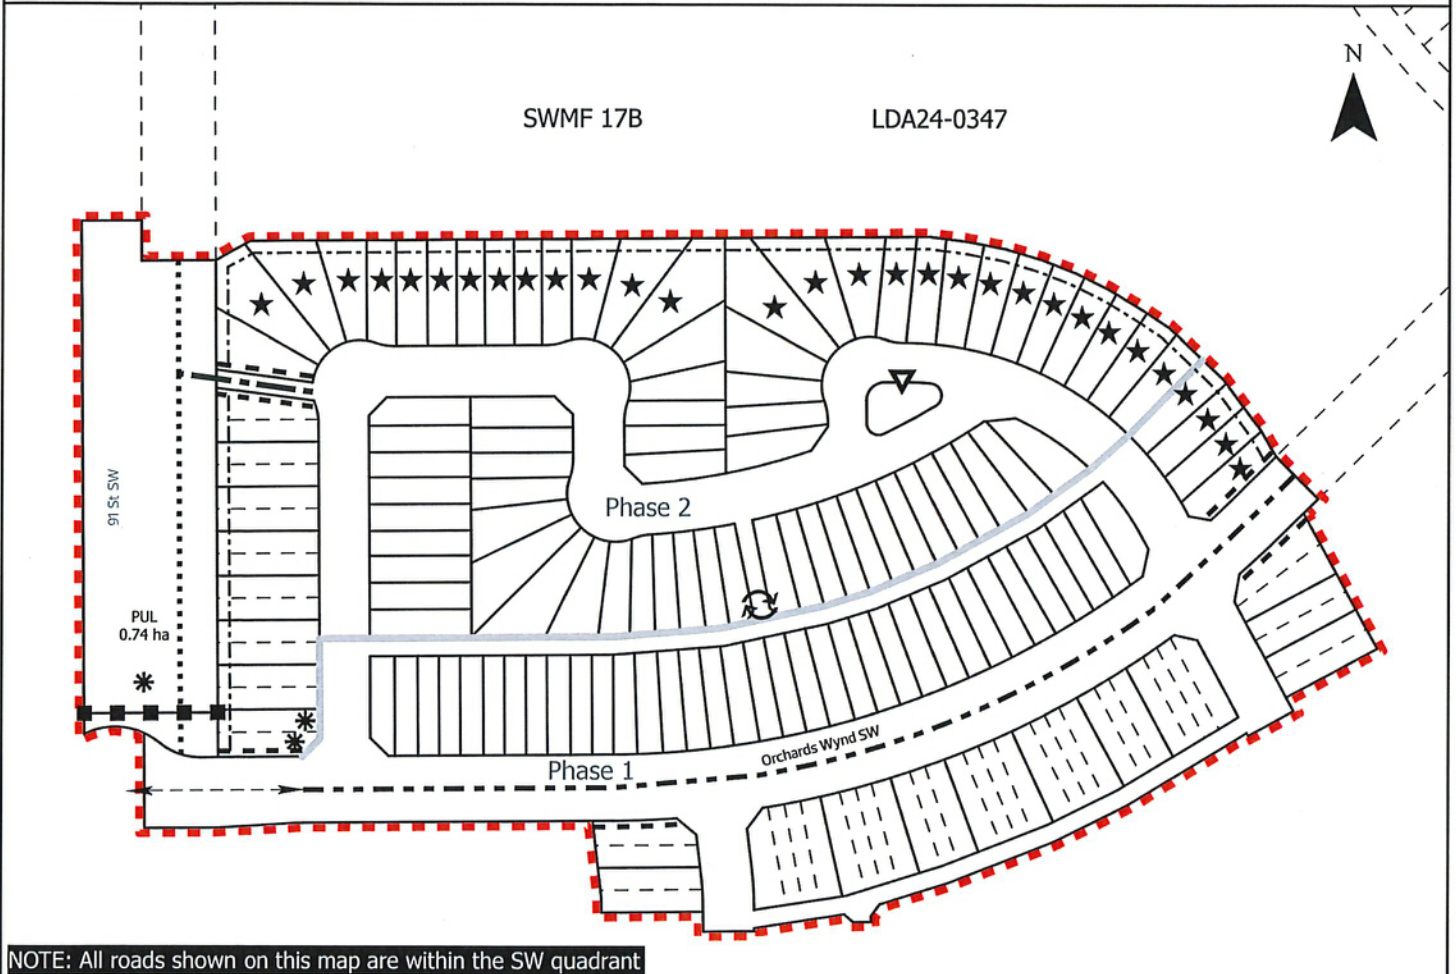 N
SWMF 17B
LDA24-0347
91 St SW
Phase 2
PUL
0.74 ha
Orchards Wynd SW
Phase 1
NOTE: All roads shown on this map are within the SW quadrant